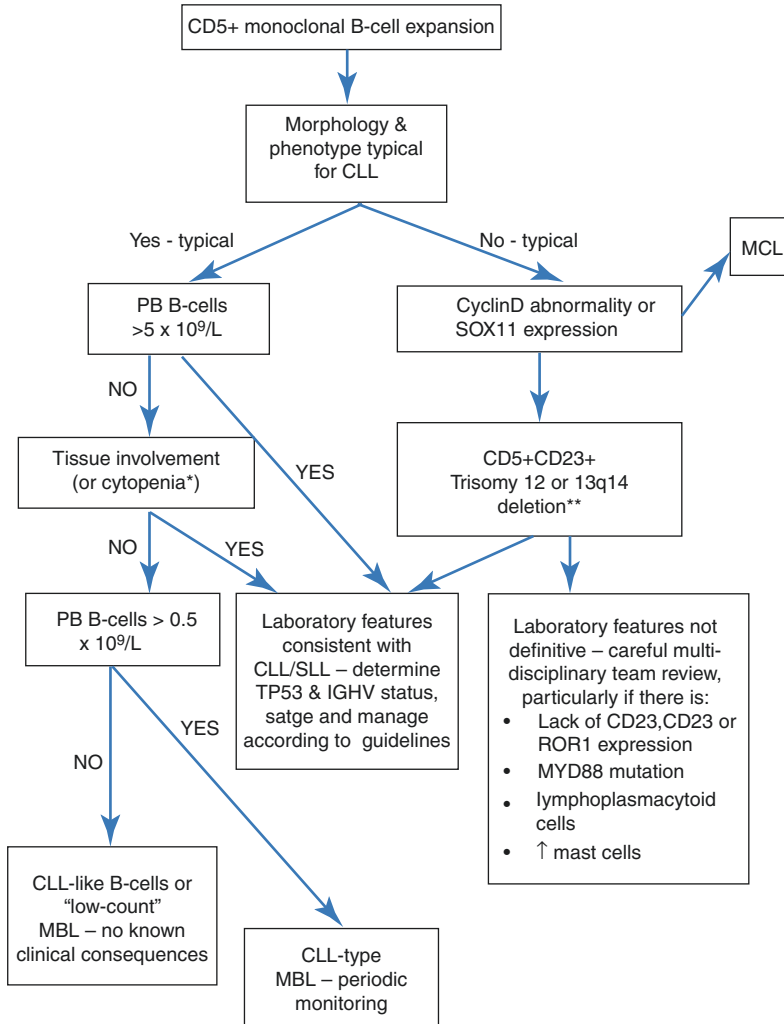 CD5+ monoclonal B-cell expansion
Morphology &
phenotype typical
for CLL
Yes - typical
No - typical
MCL
PB B-cells
>5 x 10⁹/L
CyclinD abnormality or
SOX11 expression
NO
YES
Tissue involvement
(or cytopenia*)
CD5+CD23+
Trisomy 12 or 13q14
deletion**
NO
YES
PB B-cells > 0.5
x 10⁹/L
Laboratory features
consistent with
CLL/SLL – determine
TP53 & IGHV status,
satge and manage
according to guidelines
Laboratory features not
definitive – careful multi-
disciplinary team review,
particularly if there is:
• Lack of CD23,CD23 or
ROR1 expression
• MYD88 mutation
• lymphoplasmacytoid
cells
• ↑ mast cells
NO
YES
CLL-like B-cells or
“low-count”
MBL – no known
clinical consequences
CLL-type
MBL – periodic
monitoring